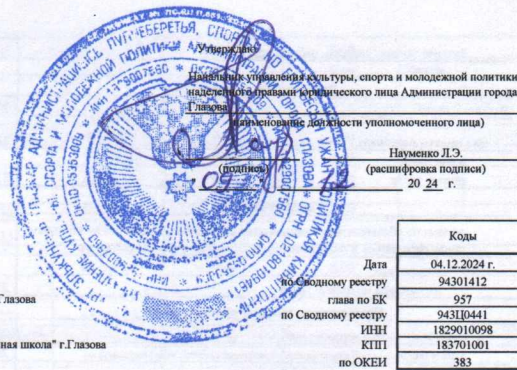 Утверждаю
Начальник управления культуры, спорта и молодежной политики
наделенного правами юридического лица Администрации города
Глазова
(наименование должности уполномоченного лица)
Науменко Л.Э.
(подпись) (расшифровка подписи)
09 12 20 24 г.
Коды
Дата 04.12.2024 г.
по Сводному реестру 94301412
глава по БК 957
Глазова по Сводному реестру 943Ц0441
ИНН 1829010098
ная школа" г.Глазова КПП 183701001
по ОКЕИ 383